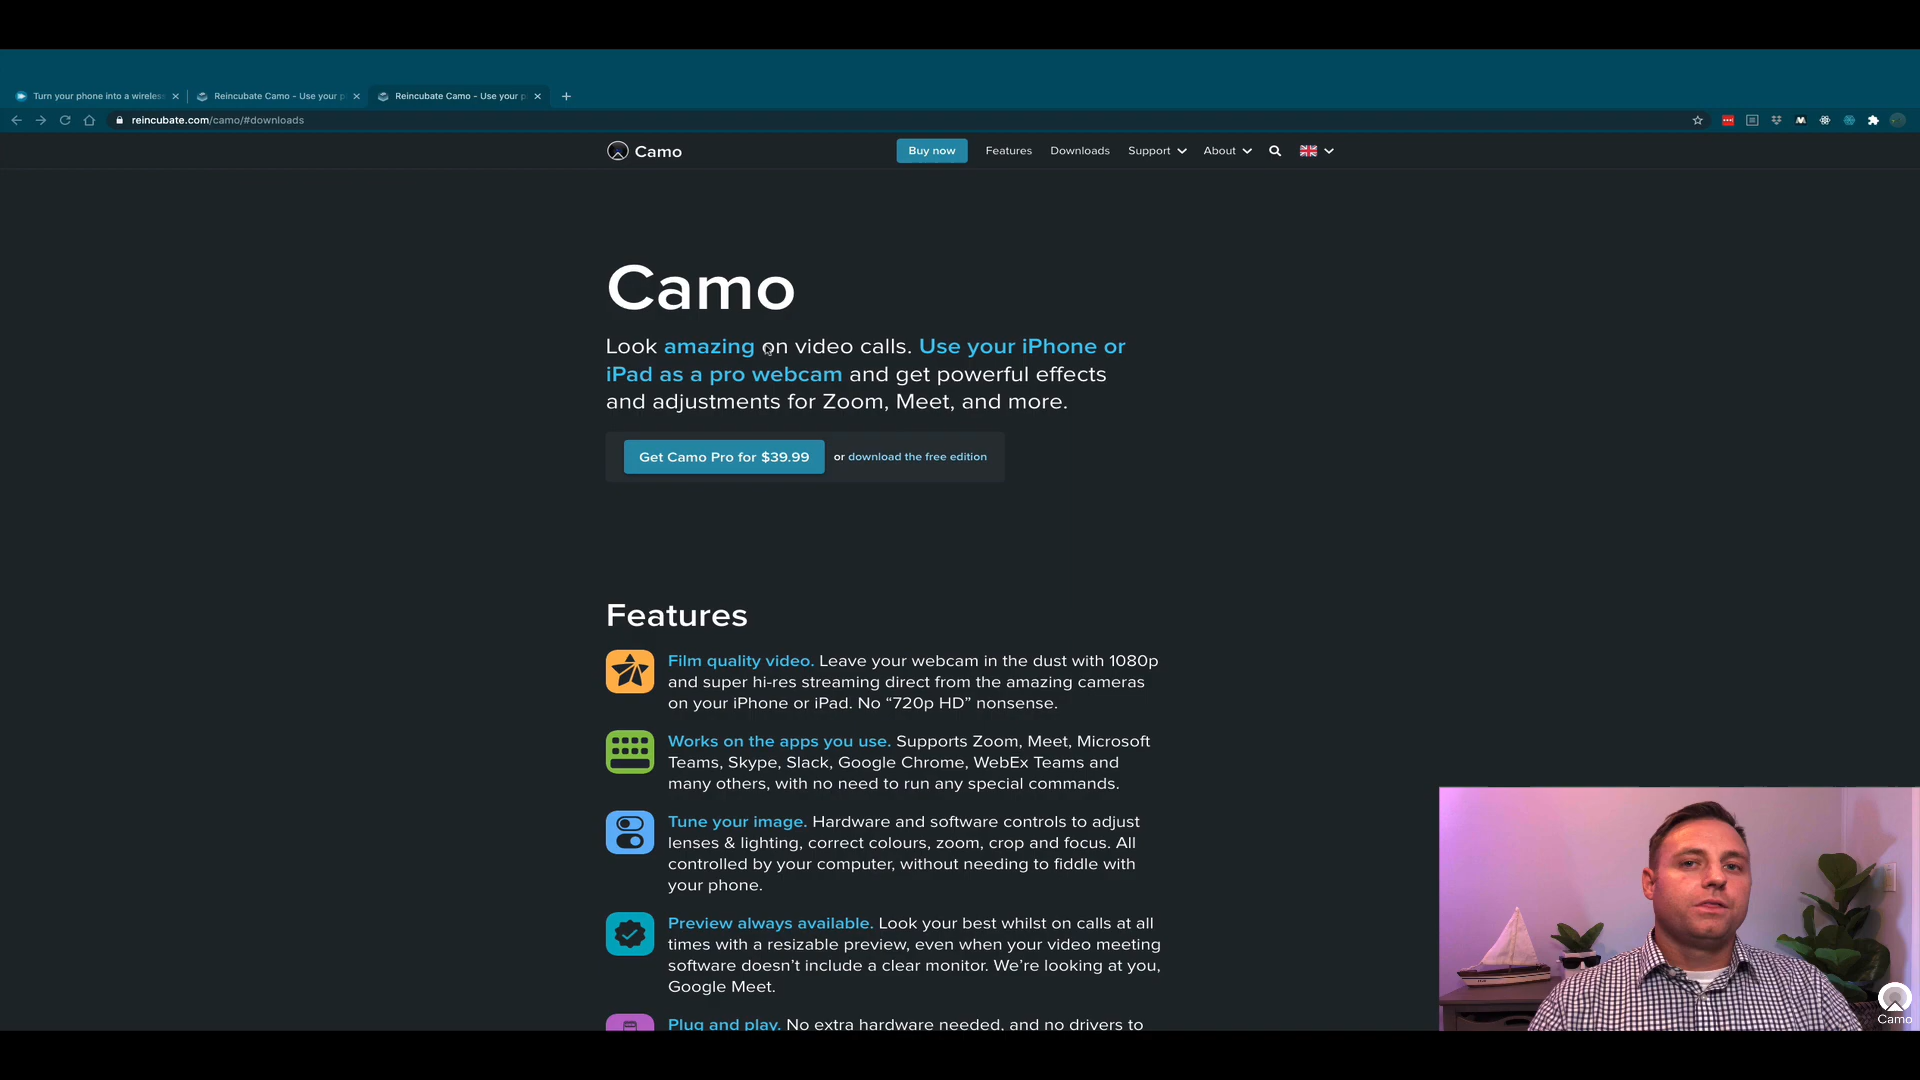 Turn your phone into a wireles
Reincubate Camo - Use your p
Reincubate Camo - Use your p
reincubate.com/camo/#downloads
Camo
Buy now
Features
Downloads
Support
About
Camo
Look amazing on video calls. Use your iPhone or
iPad as a pro webcam and get powerful effects
and adjustments for Zoom, Meet, and more.
Get Camo Pro for $39.99 or download the free edition
Features
Film quality video. Leave your webcam in the dust with 1080p
and super hi-res streaming direct from the amazing cameras
on your iPhone or iPad. No “720p HD” nonsense.
Works on the apps you use. Supports Zoom, Meet, Microsoft
Teams, Skype, Slack, Google Chrome, WebEx Teams and
many others, with no need to run any special commands.
Tune your image. Hardware and software controls to adjust
lenses & lighting, correct colours, zoom, crop and focus. All
controlled by your computer, without needing to fiddle with
your phone.
Preview always available. Look your best whilst on calls at all
times with a resizable preview, even when your video meeting
software doesn’t include a clear monitor. We’re looking at you,
Google Meet.
Plug and play. No extra hardware needed, and no drivers to
Camo